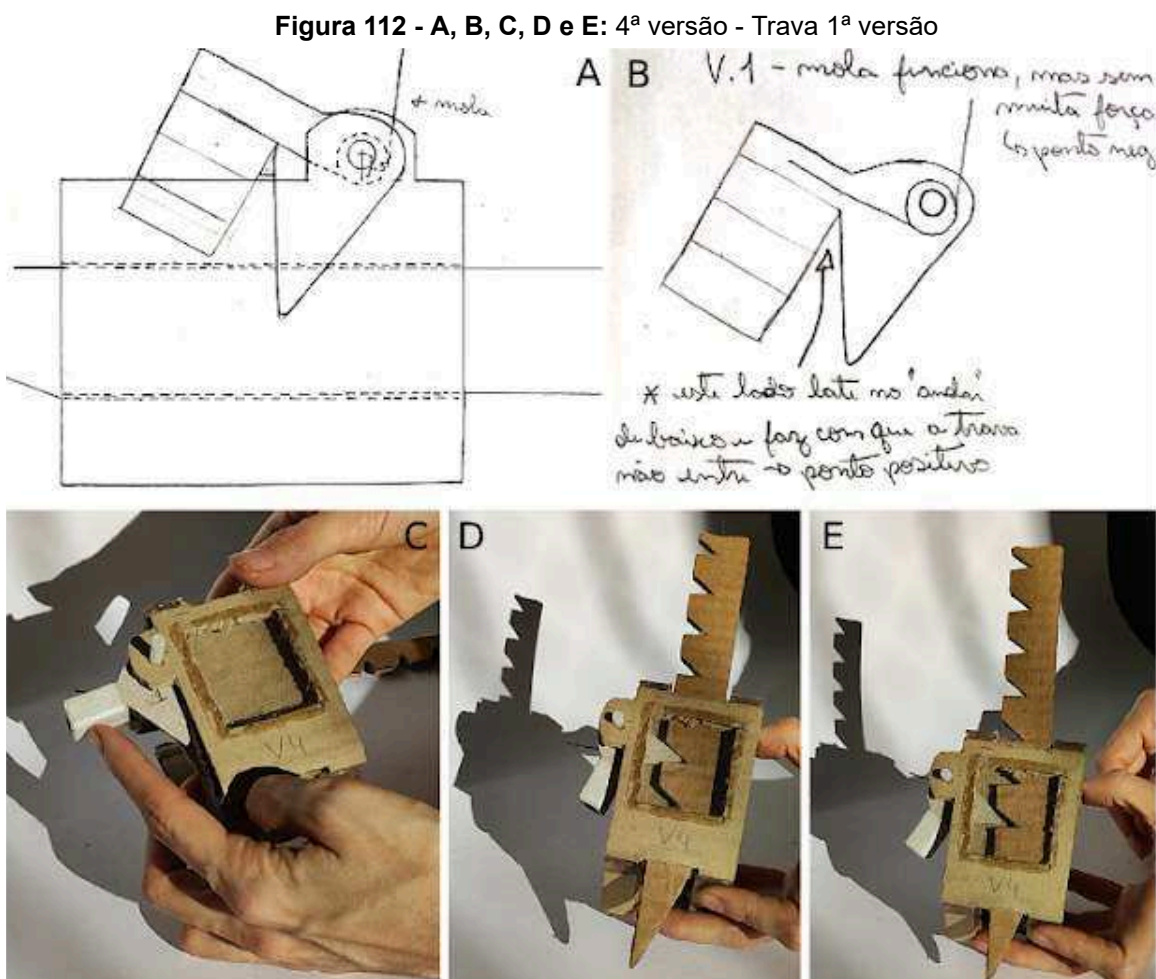 Figura 112 - A, B, C, D e E: 4ª versão - Trava 1ª versão
A
+ mola
B
V.1 - mola funciona, mas sem
muita força
↳ ponto neg
* este lado bate no "andar"
de baixo e faz com que a trava
não entre → ponto positivo
C
V4
D
V4
E
V4